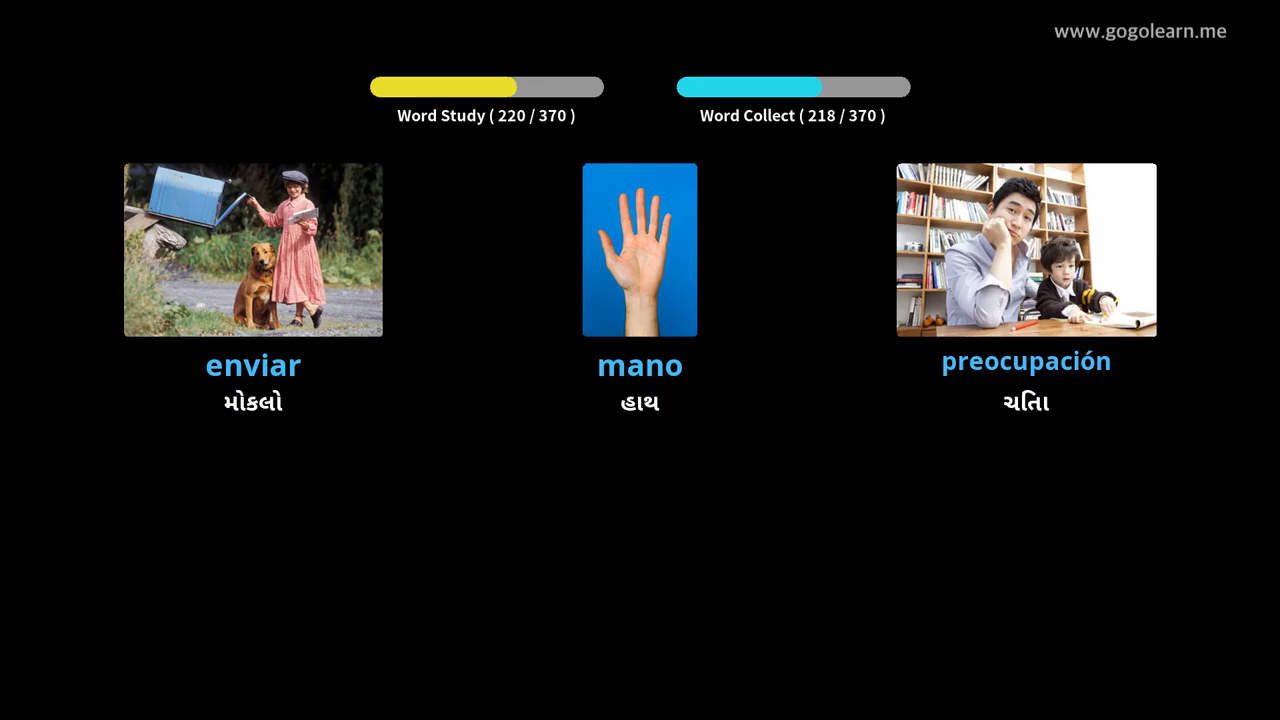 www.gogolearn.me
Word Study ( 220 / 370 )
Word Collect ( 218 / 370 )
enviar
mano
preocupación
મોકલો
હાથ
ચિંતા